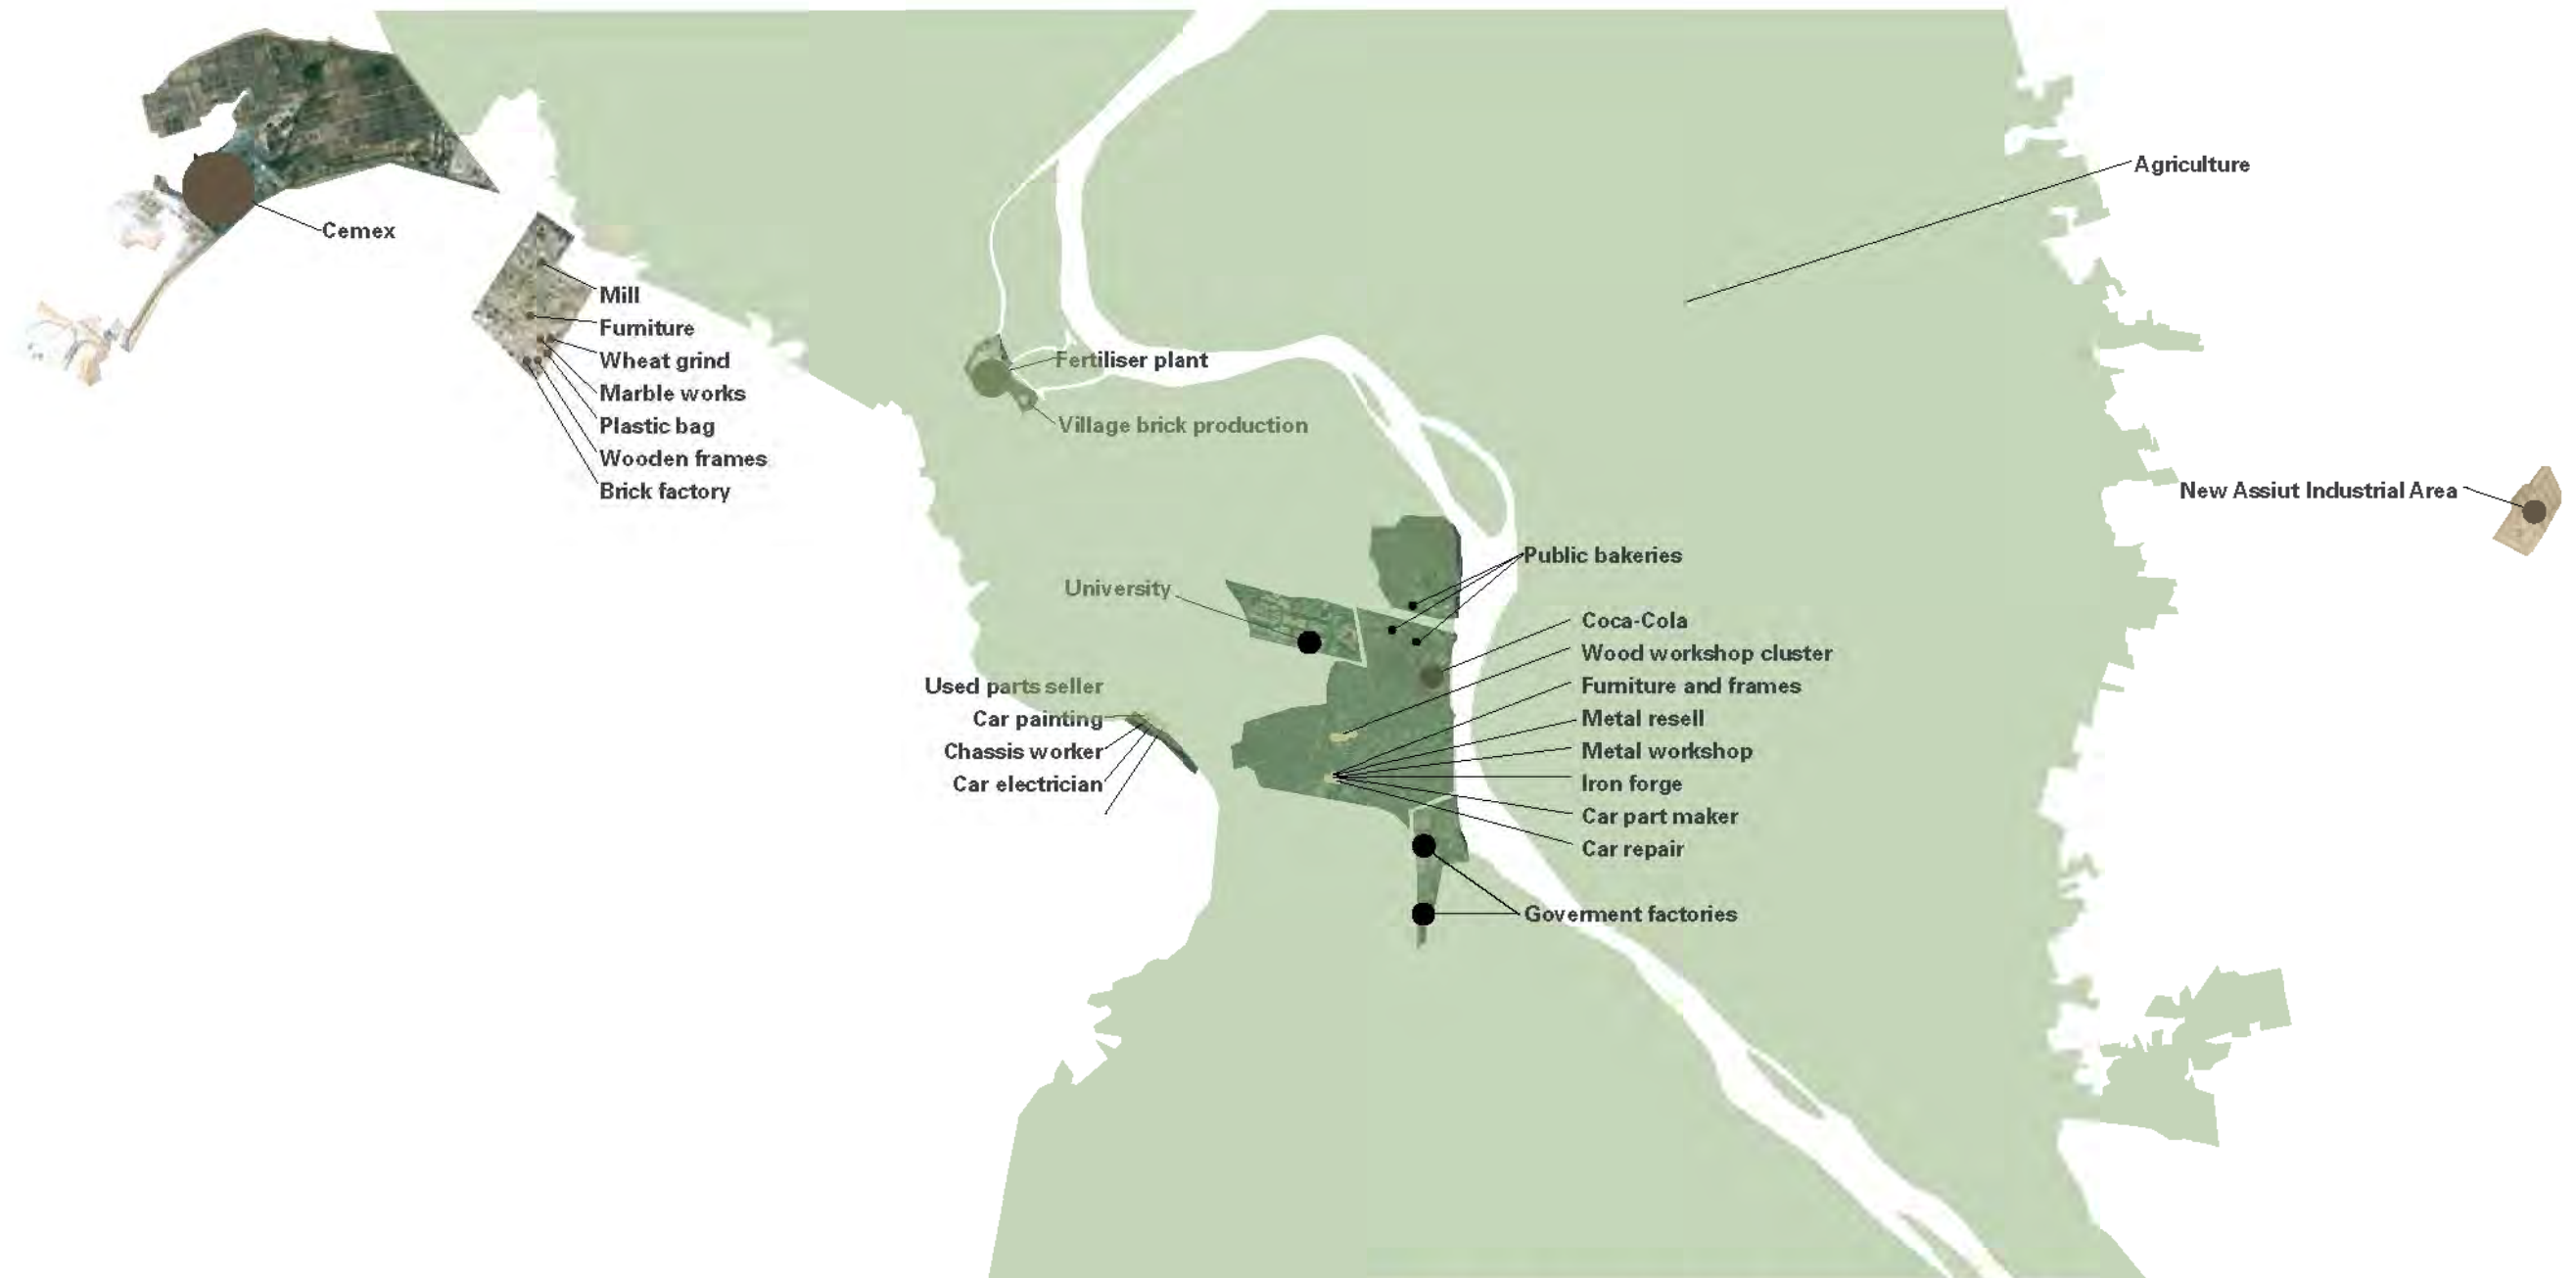 Agriculture
Cemex
Mill
Furniture
Wheat grind
Marble works
Plastic bag
Wooden frames
Brick factory
Fertiliser plant
Village brick production
New Assiut Industrial Area
Public bakeries
University
Coca-Cola
Wood workshop cluster
Furniture and frames
Metal resell
Metal workshop
Iron forge
Car part maker
Car repair
Used parts seller
Car painting
Chassis worker
Car electrician
Goverment factories